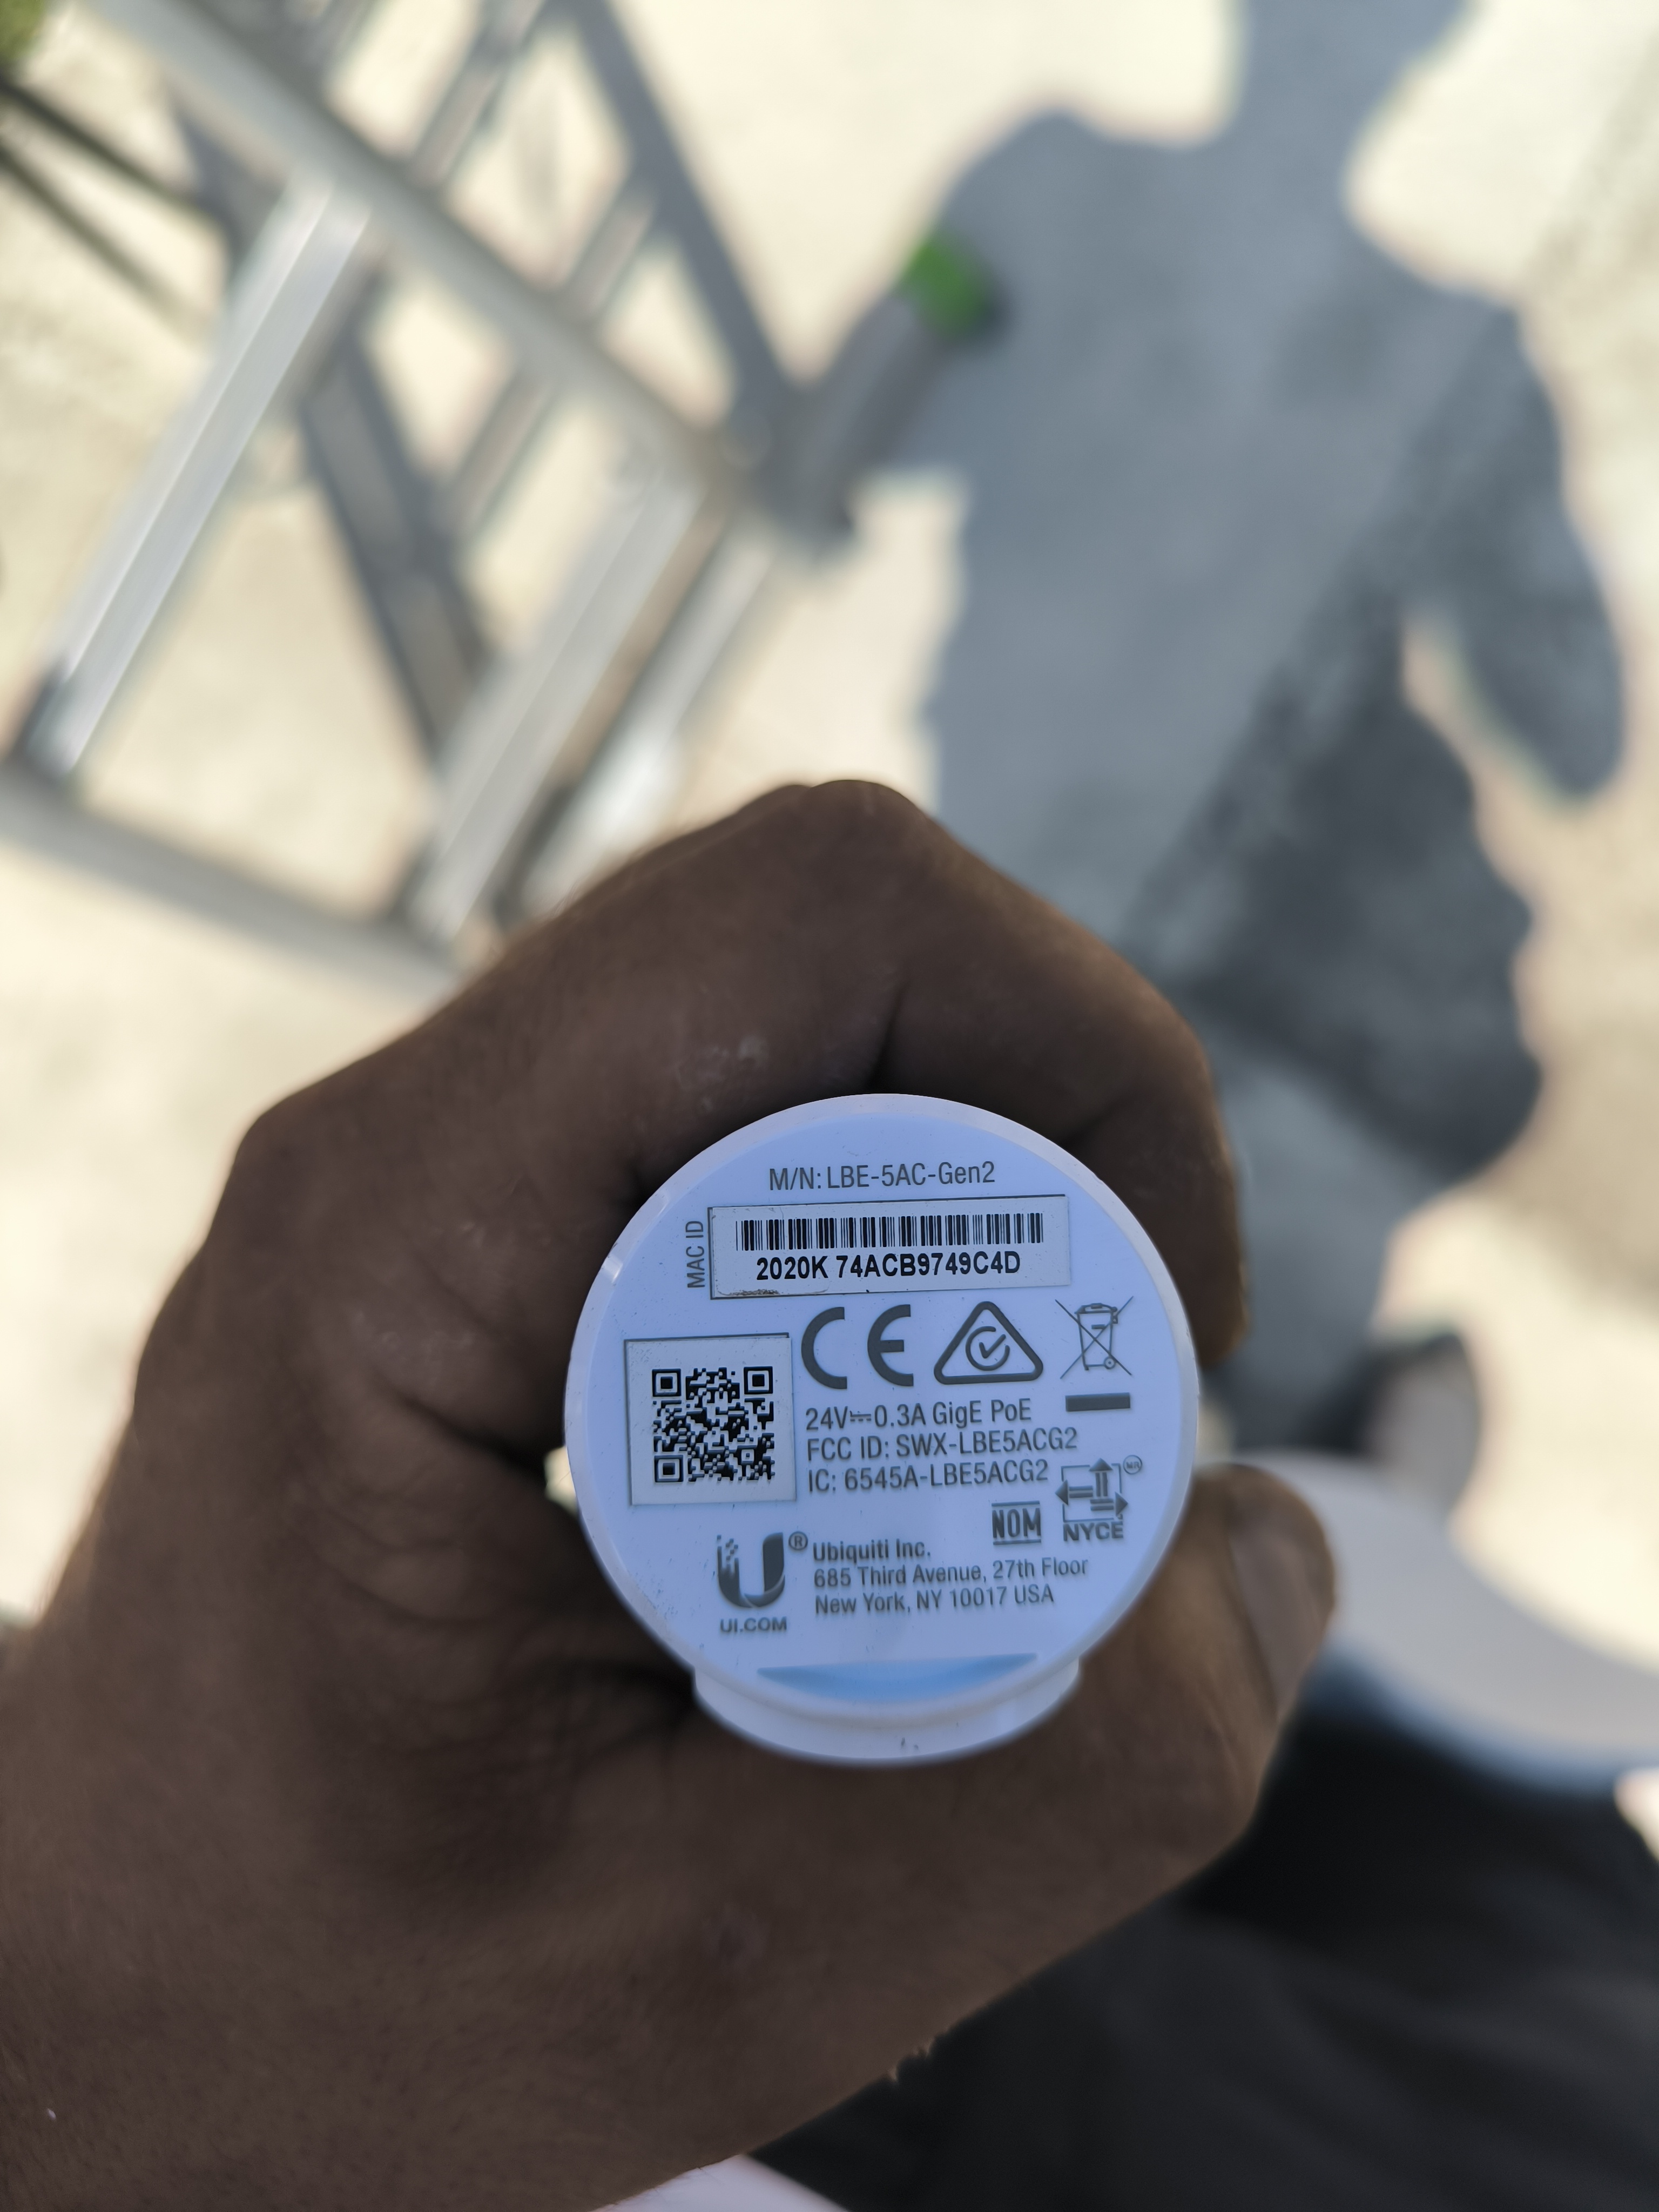 M/N: LBE-5AC-Gen2
MAC ID
2020K 74ACB9749C4D
CE
24V⎓0.3A GigE PoE
FCC ID: SWX-LBE5ACG2
IC: 6545A-LBE5ACG2
NOM
NYCE
U®
UI.COM
Ubiquiti Inc.
685 Third Avenue, 27th Floor
New York, NY 10017 USA